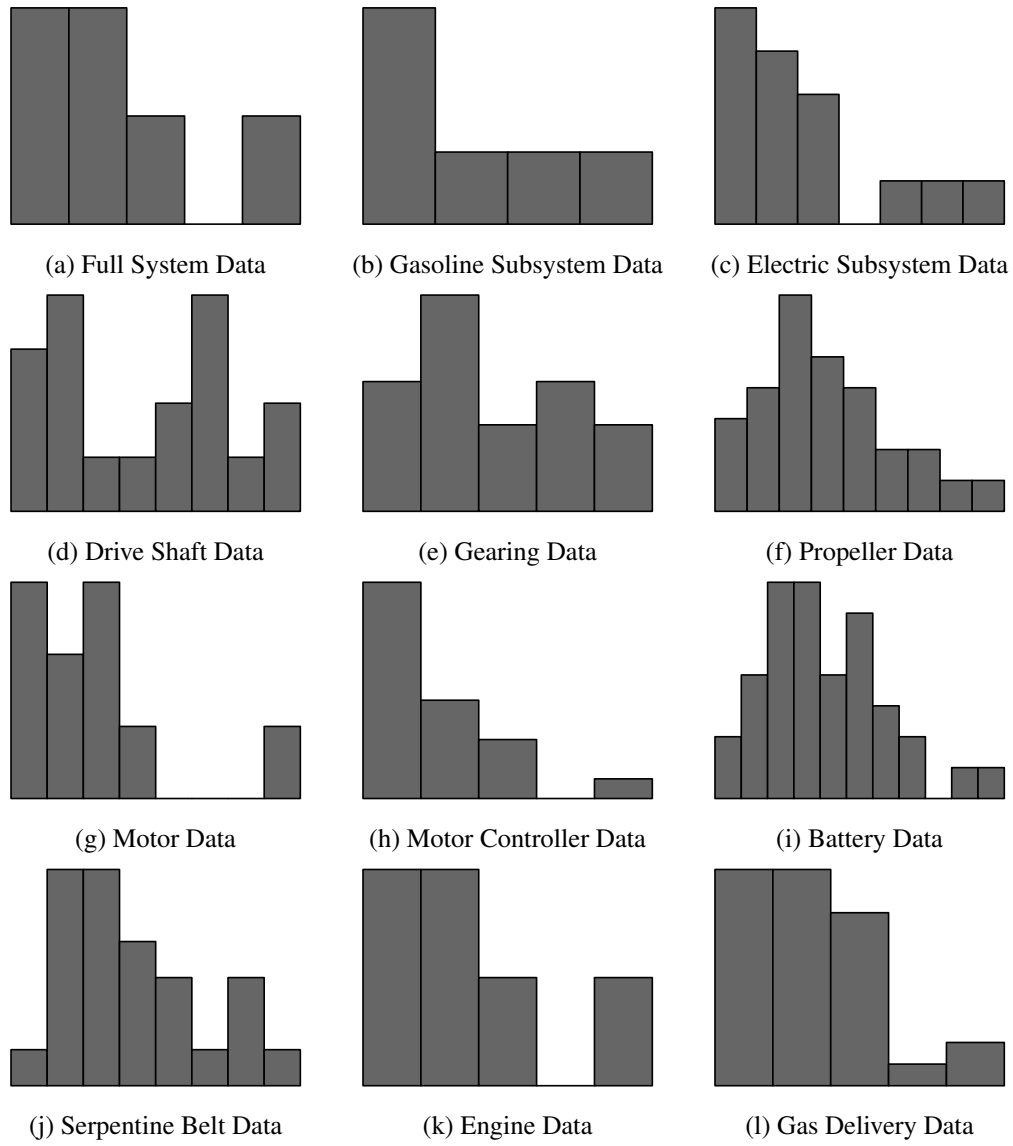 (a) Full System Data
(b) Gasoline Subsystem Data
(c) Electric Subsystem Data
(d) Drive Shaft Data
(e) Gearing Data
(f) Propeller Data
(g) Motor Data
(h) Motor Controller Data
(i) Battery Data
(j) Serpentine Belt Data
(k) Engine Data
(l) Gas Delivery Data